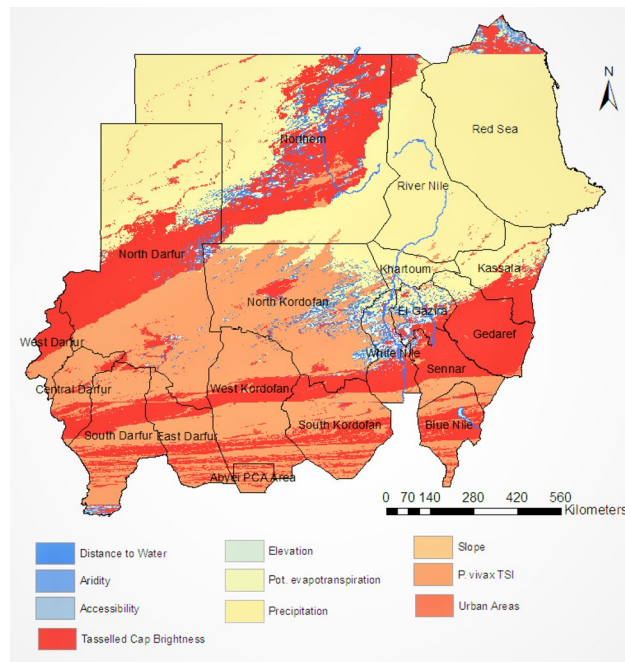 N
Red Sea
Northern
River Nile
North Darfur
Khartoum
Kassala
North Kordofan
El Gazira
Gedaref
West Darfur
White Nile
Sennar
Central Darfur
West Kordofan
South Darfur
East Darfur
South Kordofan
Blue Nile
Abyei PCA Area
0 70 140 280 420 560
Kilometers
Distance to Water
Elevation
Slope
Aridity
Pot. evapotranspiration
P. vivax TSI
Accessibility
Precipitation
Urban Areas
Tasselled Cap Brightness